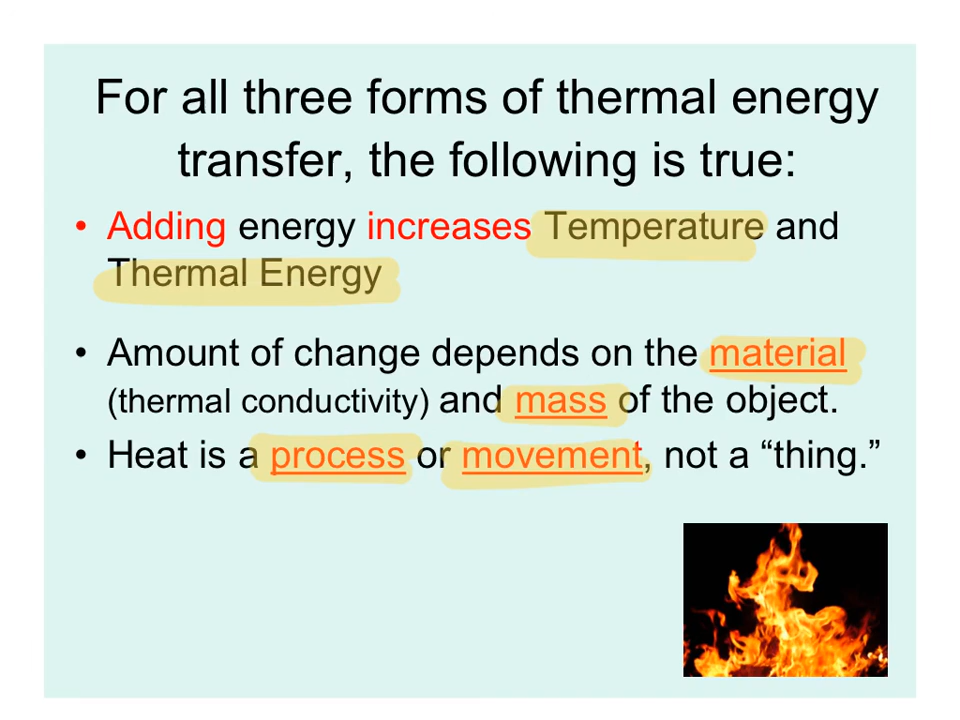 For all three forms of thermal energy
transfer, the following is true:
• Adding energy increases Temperature and
Thermal Energy
• Amount of change depends on the material
(thermal conductivity) and mass of the object.
• Heat is a process or movement, not a “thing.”